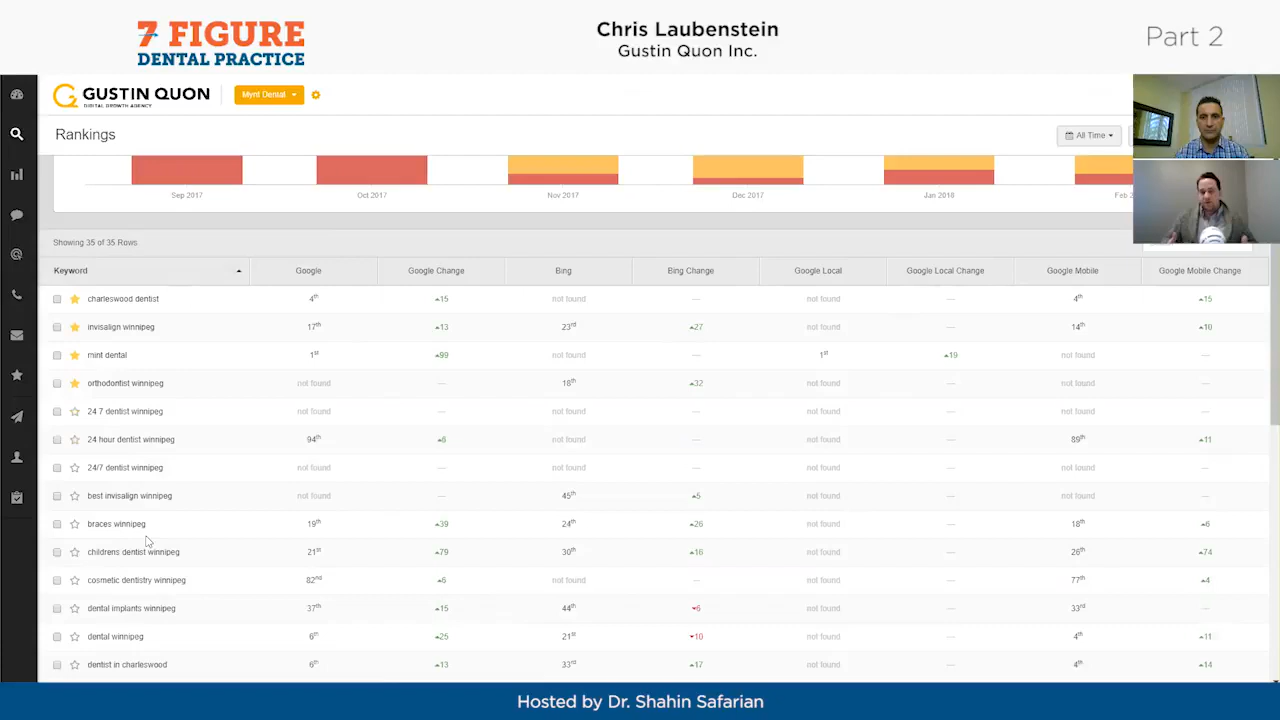 7 FIGURE
DENTAL PRACTICE
Chris Laubenstein
Gustin Quon Inc.
Part 2
GUSTIN QUON
DIGITAL GROWTH AGENCY
Mynt Dental
Rankings
All Time
Sep 2017 Oct 2017 Nov 2017 Dec 2017 Jan 2018 Feb 2
Showing 35 of 35 Rows
Keyword Google Google Change Bing Bing Change Google Local Google Local Change Google Mobile Google Mobile Change
charleswood dentist 4th 15 not found — not found — 4th 15
invisalign winnipeg 17th 13 23rd 27 not found — 14th 10
mint dental 1st 99 not found — 1st 19 not found —
orthodontist winnipeg not found — 18th 32 not found — not found —
24 7 dentist winnipeg not found — not found — not found — not found —
24 hour dentist winnipeg 94th 6 not found — not found — 89th 11
24/7 dentist winnipeg not found — not found — not found — not found —
best invisalign winnipeg not found — 45th 5 not found — not found —
braces winnipeg 19th 39 24th 26 not found — 18th 6
childrens dentist winnipeg 21st 79 30th 16 not found — 26th 74
cosmetic dentistry winnipeg 82nd 6 not found — not found — 77th 4
dental implants winnipeg 37th 15 44th 6 not found — 33rd —
dental winnipeg 6th 25 21st 10 not found — 4th 11
dentist in charleswood 6th 13 33rd 17 not found — 4th 14
Hosted by Dr. Shahin Safarian